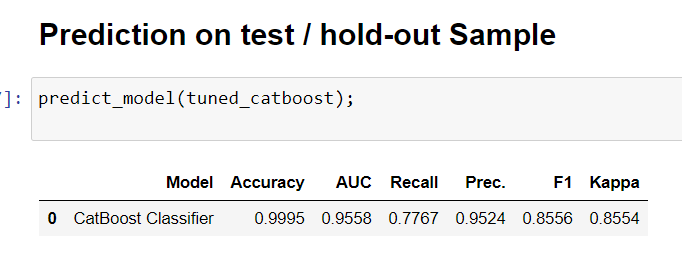 Prediction on test / hold-out Sample
]: predict_model(tuned_catboost);
Model Accuracy AUC Recall Prec. F1 Kappa
0 CatBoost Classifier 0.9995 0.9558 0.7767 0.9524 0.8556 0.8554